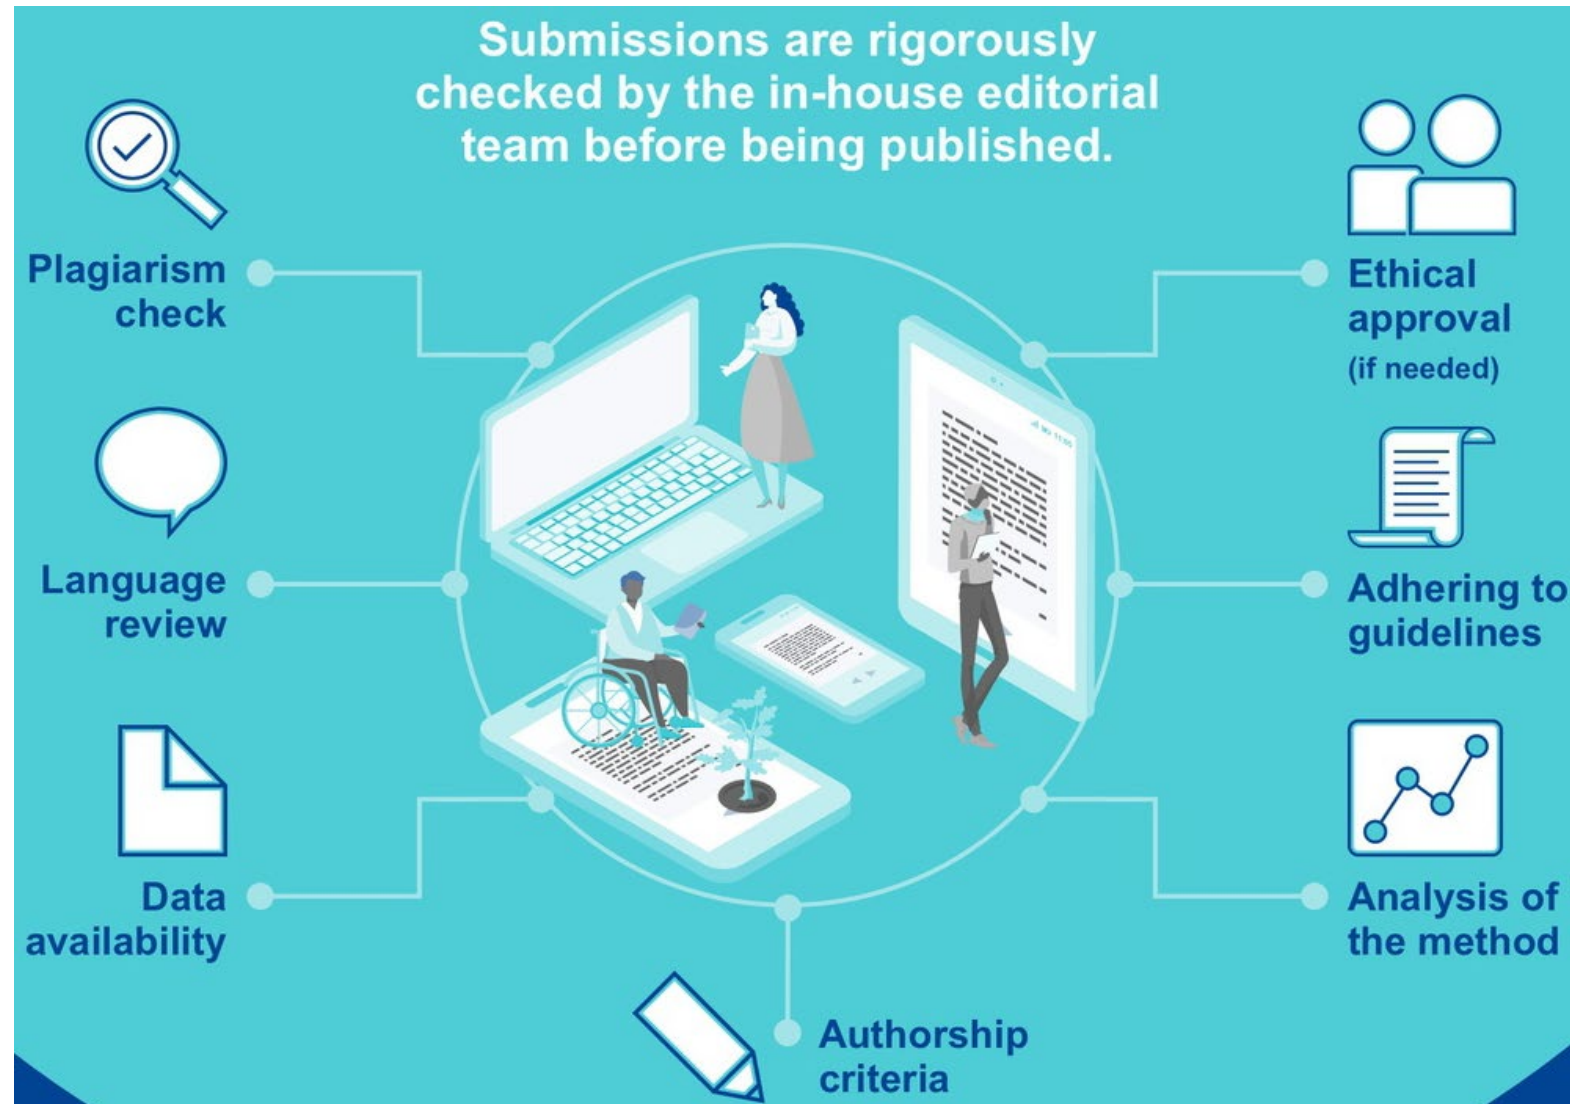 Submissions are rigorously
checked by the in-house editorial
team before being published.
Plagiarism
check
Language
review
Data
availability
Authorship
criteria
Ethical
approval
(if needed)
Adhering to
guidelines
Analysis of
the method